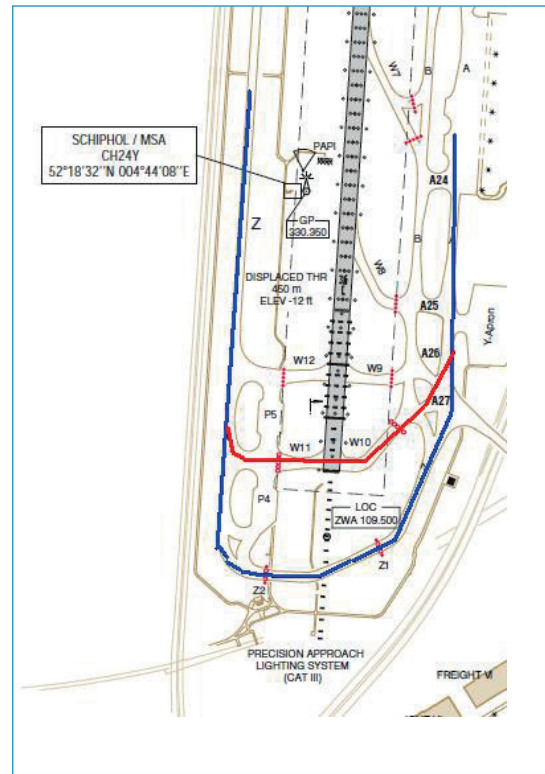 W7
B
A
SCHIPHOL / MSA
CH24Y
52°18'32''N 004°44'08''E
PAPI
A24
GP
330.350
Z
B
A
DISPLACED THR
450 m
ELEV -12 ft
W8
A25
Y-Apron
A26
W12
W9
A27
P5
W11
W10
P4
LOC
ZWA 109.500
Z1
Z2
PRECISION APPROACH
LIGHTING SYSTEM
(CAT III)
FREIGHT VI